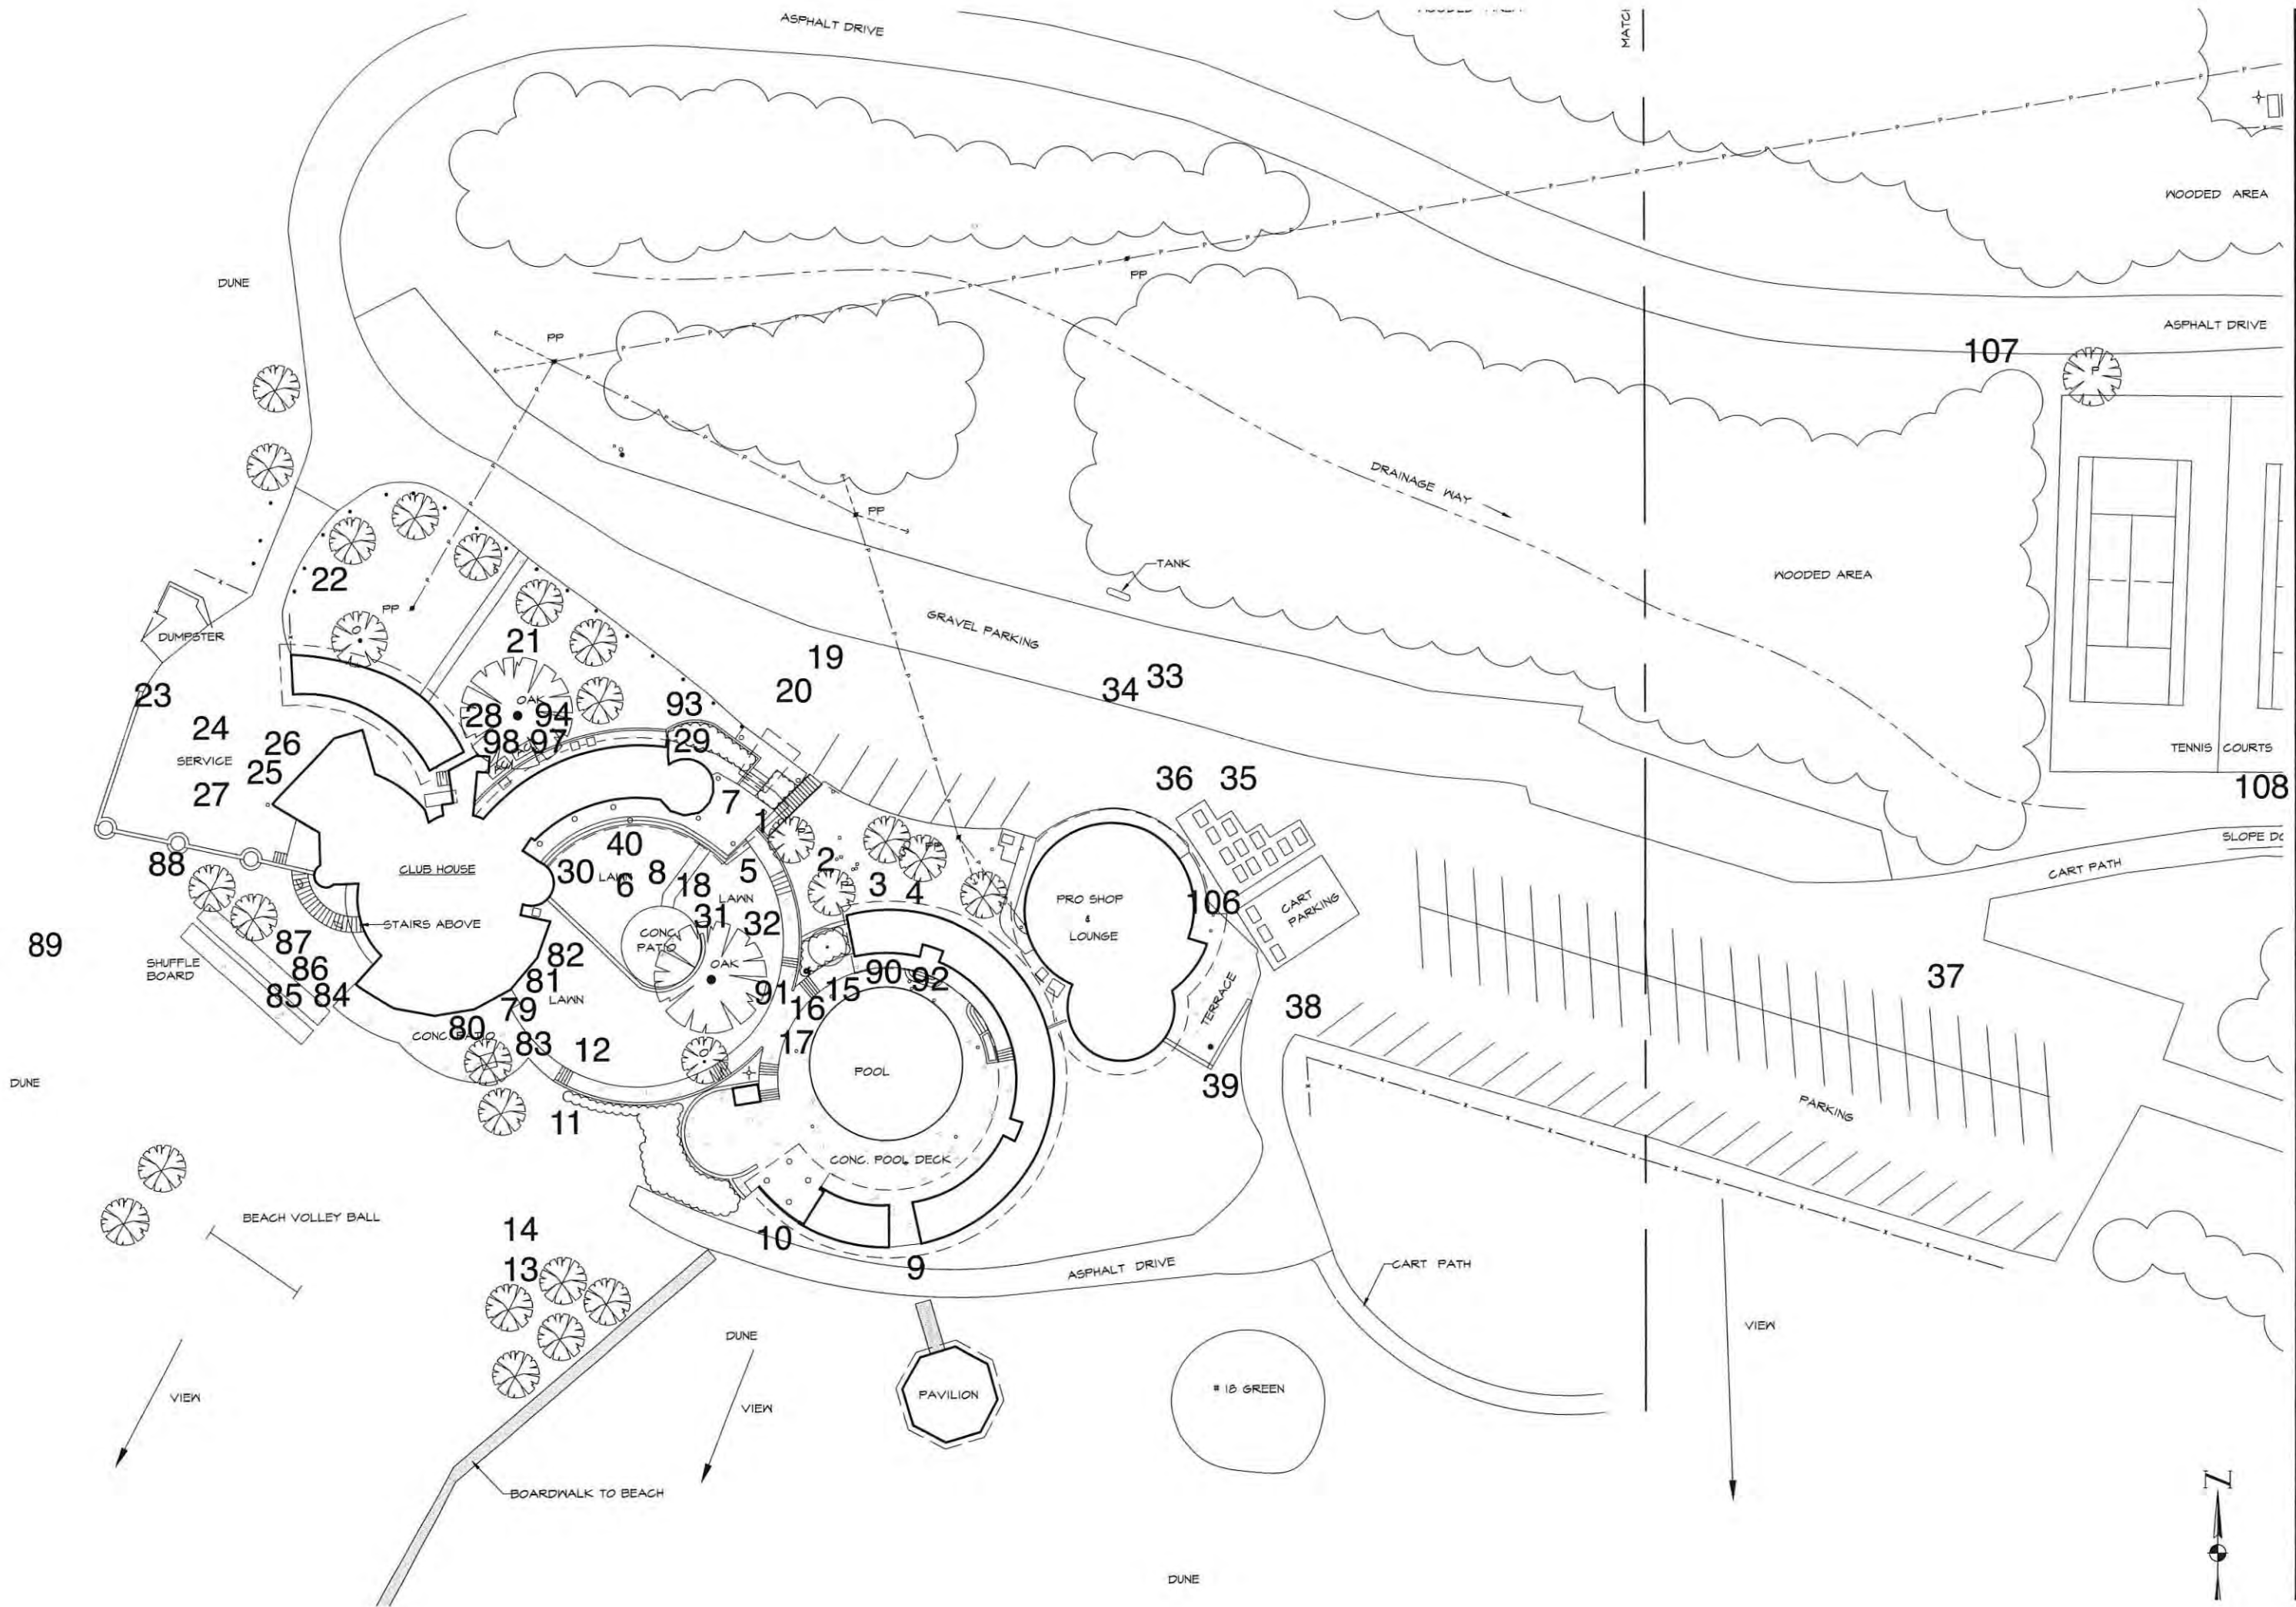 ASPHALT DRIVE
MATCH
WOODED AREA
DUNE
PP
ASPHALT DRIVE
107
PP
DRAINAGE WAY
PP
TANK
WOODED AREA
22
PP
GRAVEL PARKING
DUMPSTER
21
19
20
34
33
23
OAK
93
28
94
24
98
97
29
26
SERVICE
25
27
7
36
35
TENNIS COURTS
108
1
40
SLOPE
2
88
CLUB HOUSE
30
LAWN
6
8
18
5
3
4
CART PATH
LAWN
PRO SHOP
&
LOUNGE
106
CART
PARKING
STAIRS ABOVE
31
32
CONC.
PATIO
89
87
SHUFFLE
BOARD
86
82
OAK
81
90
92
85
84
LAWN
91
15
37
79
16
38
TERRACE
80
CONC. PATIO
83
12
17
POOL
DUNE
39
11
PARKING
CONC. POOL DECK
BEACH VOLLEY BALL
14
10
13
9
ASPHALT DRIVE
CART PATH
DUNE
VIEW
VIEW
VIEW
PAVILION
# 18 GREEN
BOARDWALK TO BEACH
N
DUNE